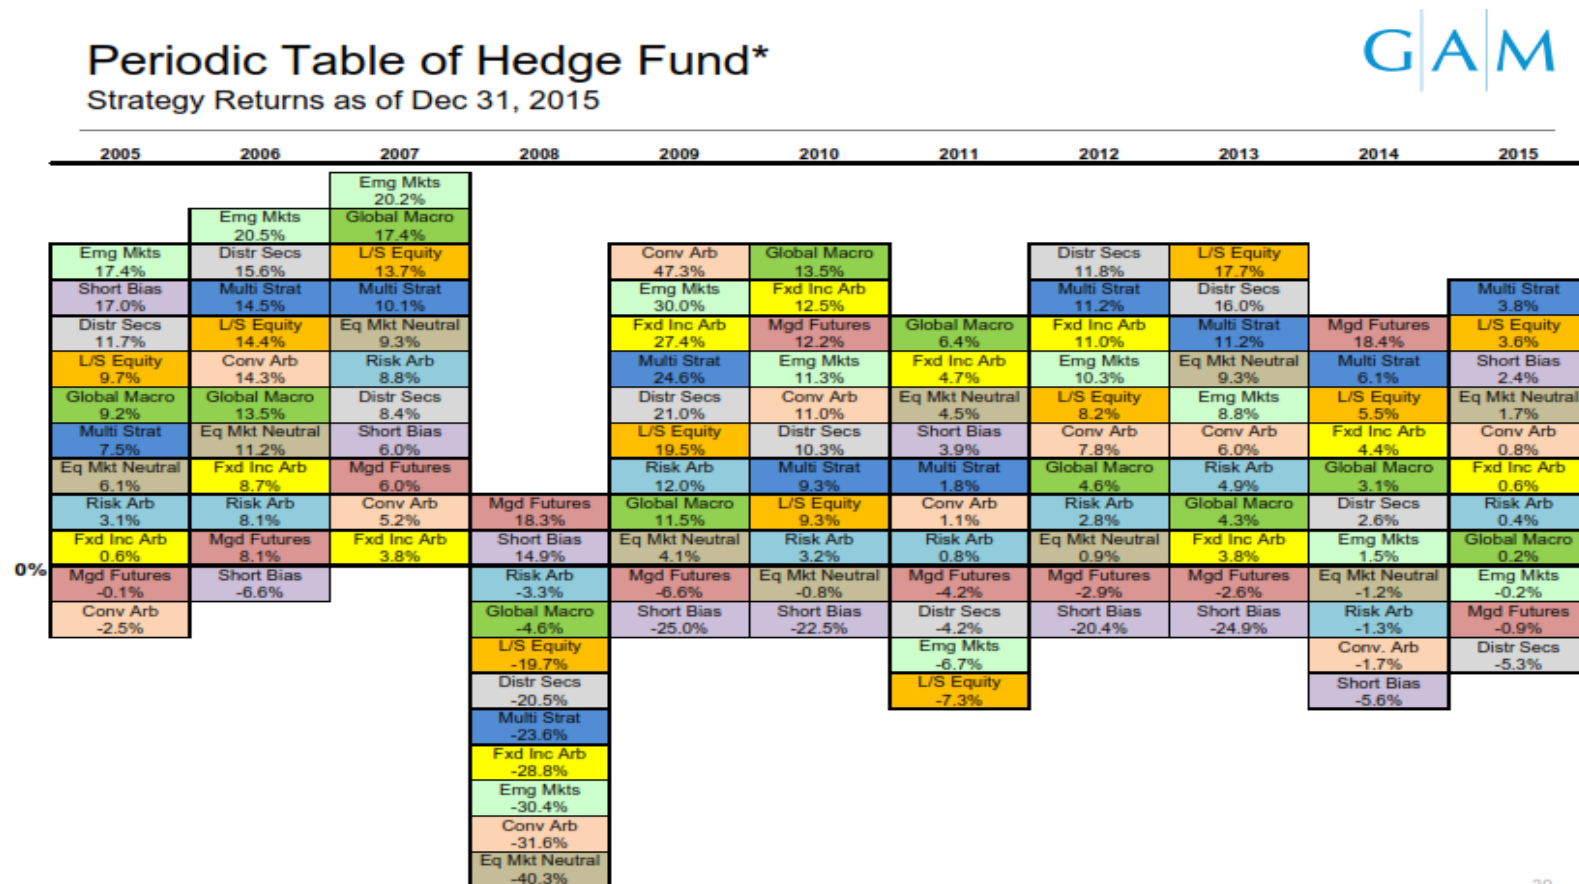 Periodic Table of Hedge Fund*
GAM
Strategy Returns as of Dec 31, 2015
2005 2006 2007 2008 2009 2010 2011 2012 2013 2014 2015
Emg Mkts
20.2%
Emg Mkts Global Macro
20.5% 17.4%
Emg Mkts Distr Secs L/S Equity Conv Arb Global Macro Distr Secs L/S Equity
17.4% 15.6% 13.7% 47.3% 13.5% 11.8% 17.7%
Short Bias Multi Strat Multi Strat Emg Mkts Fxd Inc Arb Multi Strat Distr Secs Multi Strat
17.0% 14.5% 10.1% 30.0% 12.5% 11.2% 16.0% 3.8%
Distr Secs L/S Equity Eq Mkt Neutral Fxd Inc Arb Mgd Futures Global Macro Fxd Inc Arb Multi Strat Mgd Futures L/S Equity
11.7% 14.4% 9.3% 27.4% 12.2% 6.4% 11.0% 11.2% 18.4% 3.6%
L/S Equity Conv Arb Risk Arb Multi Strat Emg Mkts Fxd Inc Arb Emg Mkts Eq Mkt Neutral Multi Strat Short Bias
9.7% 14.3% 8.8% 24.6% 11.3% 4.7% 10.3% 9.3% 6.1% 2.4%
Global Macro Global Macro Distr Secs Distr Secs Conv Arb Eq Mkt Neutral L/S Equity Emg Mkts L/S Equity Eq Mkt Neutral
9.2% 13.5% 8.4% 21.0% 11.0% 4.5% 8.2% 8.8% 5.5% 1.7%
Multi Strat Eq Mkt Neutral Short Bias L/S Equity Distr Secs Short Bias Conv Arb Conv Arb Fxd Inc Arb Conv Arb
7.5% 11.2% 6.0% 19.5% 10.3% 3.9% 7.8% 6.0% 4.4% 0.8%
Eq Mkt Neutral Fxd Inc Arb Mgd Futures Risk Arb Multi Strat Multi Strat Global Macro Risk Arb Global Macro Fxd Inc Arb
6.1% 8.7% 6.0% 12.0% 9.3% 1.8% 4.6% 4.9% 3.1% 0.6%
Risk Arb Risk Arb Conv Arb Mgd Futures Global Macro L/S Equity Conv Arb Risk Arb Global Macro Distr Secs Risk Arb
3.1% 8.1% 5.2% 18.3% 11.5% 9.3% 1.1% 2.8% 4.3% 2.6% 0.4%
Fxd Inc Arb Mgd Futures Fxd Inc Arb Short Bias Eq Mkt Neutral Risk Arb Risk Arb Eq Mkt Neutral Fxd Inc Arb Emg Mkts Global Macro
0.6% 8.1% 3.8% 14.9% 4.1% 3.2% 0.8% 0.9% 3.8% 1.5% 0.2%
0%
Mgd Futures Short Bias Risk Arb Mgd Futures Eq Mkt Neutral Mgd Futures Mgd Futures Mgd Futures Eq Mkt Neutral Emg Mkts
-0.1% -6.6% -3.3% -6.6% -0.8% -4.2% -2.9% -2.6% -1.2% -0.2%
Conv Arb Global Macro Short Bias Short Bias Distr Secs Short Bias Short Bias Risk Arb Mgd Futures
-2.5% -4.6% -25.0% -22.5% -4.2% -20.4% -24.9% -1.3% -0.9%
L/S Equity Emg Mkts Conv. Arb Distr Secs
-19.7% -6.7% -1.7% -5.3%
Distr Secs L/S Equity Short Bias
-20.5% -7.3% -5.6%
Multi Strat
-23.6%
Fxd Inc Arb
-28.8%
Emg Mkts
-30.4%
Conv Arb
-31.6%
Eq Mkt Neutral
-40.3%